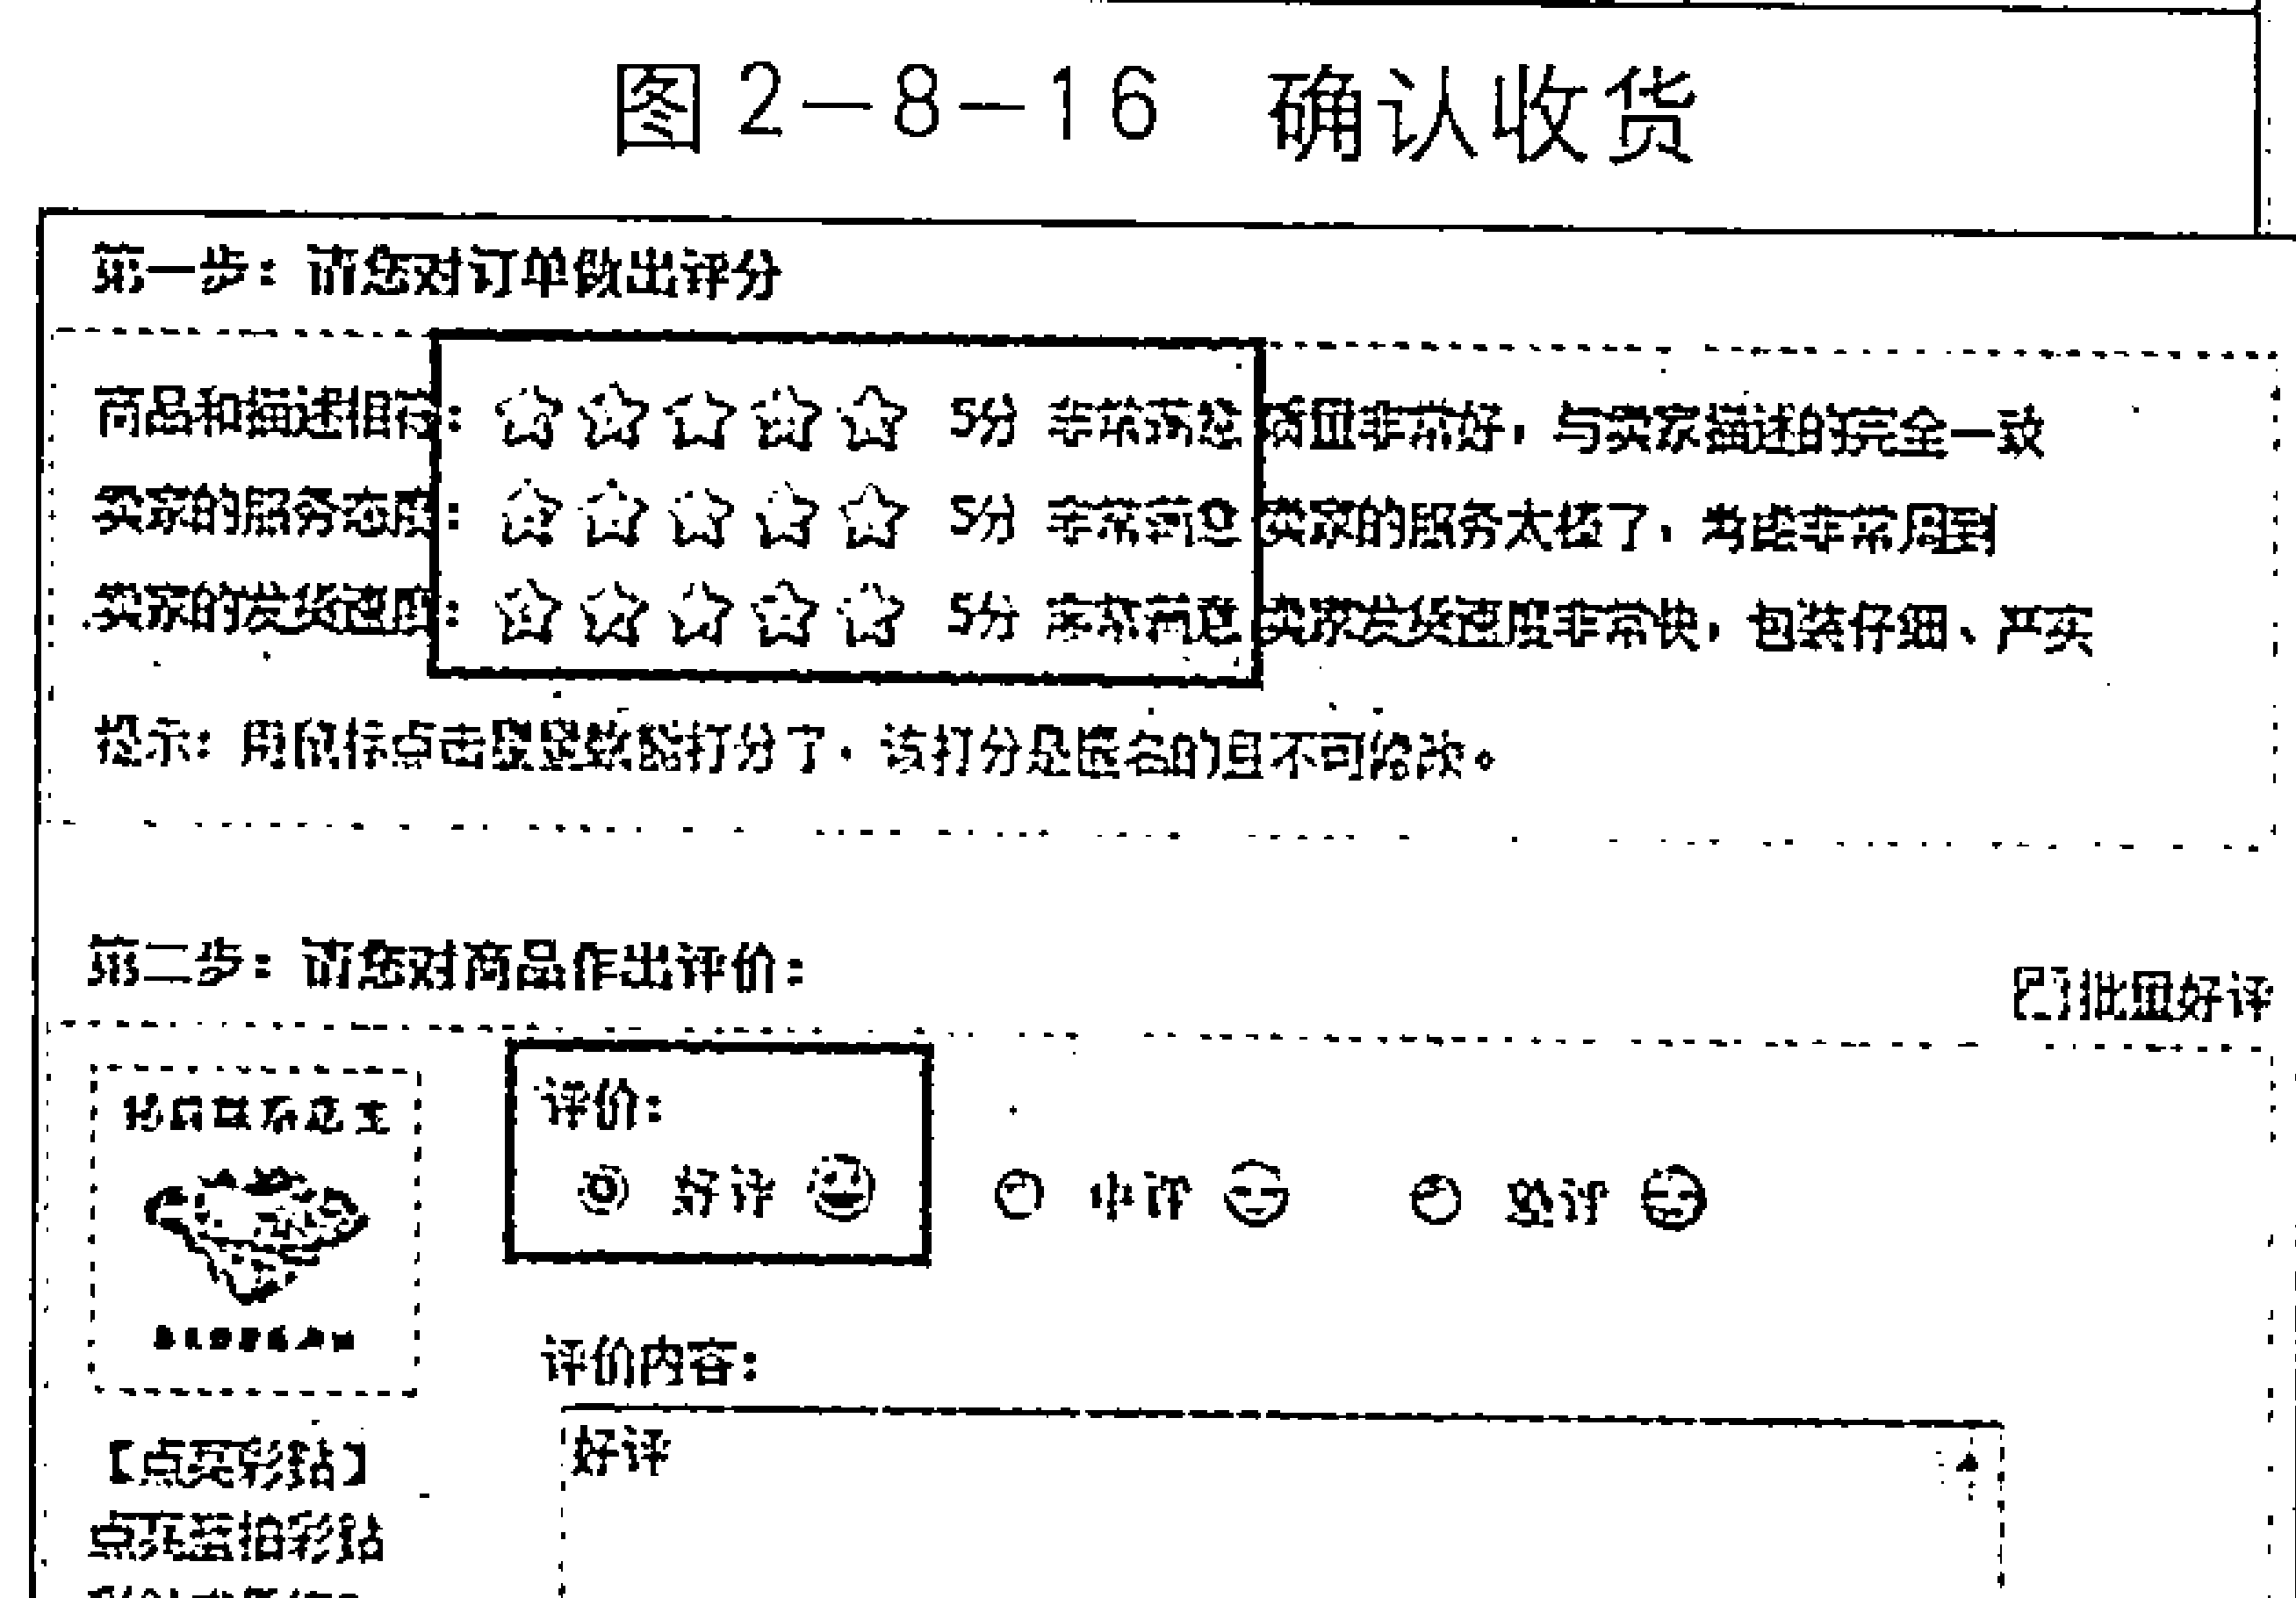 图2-8-16 确认收货
第一步：请您对订单做出评分
商品和描述相符： 5分 非常满意 质量非常好，与卖家描述的完全一致
卖家的服务态度： 5分 非常满意 卖家的服务太棒了，考虑非常周到
卖家的发货速度： 5分 非常满意 卖家发货速度非常快，包装仔细、严实
提示：用鼠标点击星星就能打分了，该打分是匿名的且不可修改。
第二步：请您对商品作出评价：
批量好评
评价：
好评 中评 差评
评价内容：
好评
【点亮彩钻】
点亮蓝拍彩钻